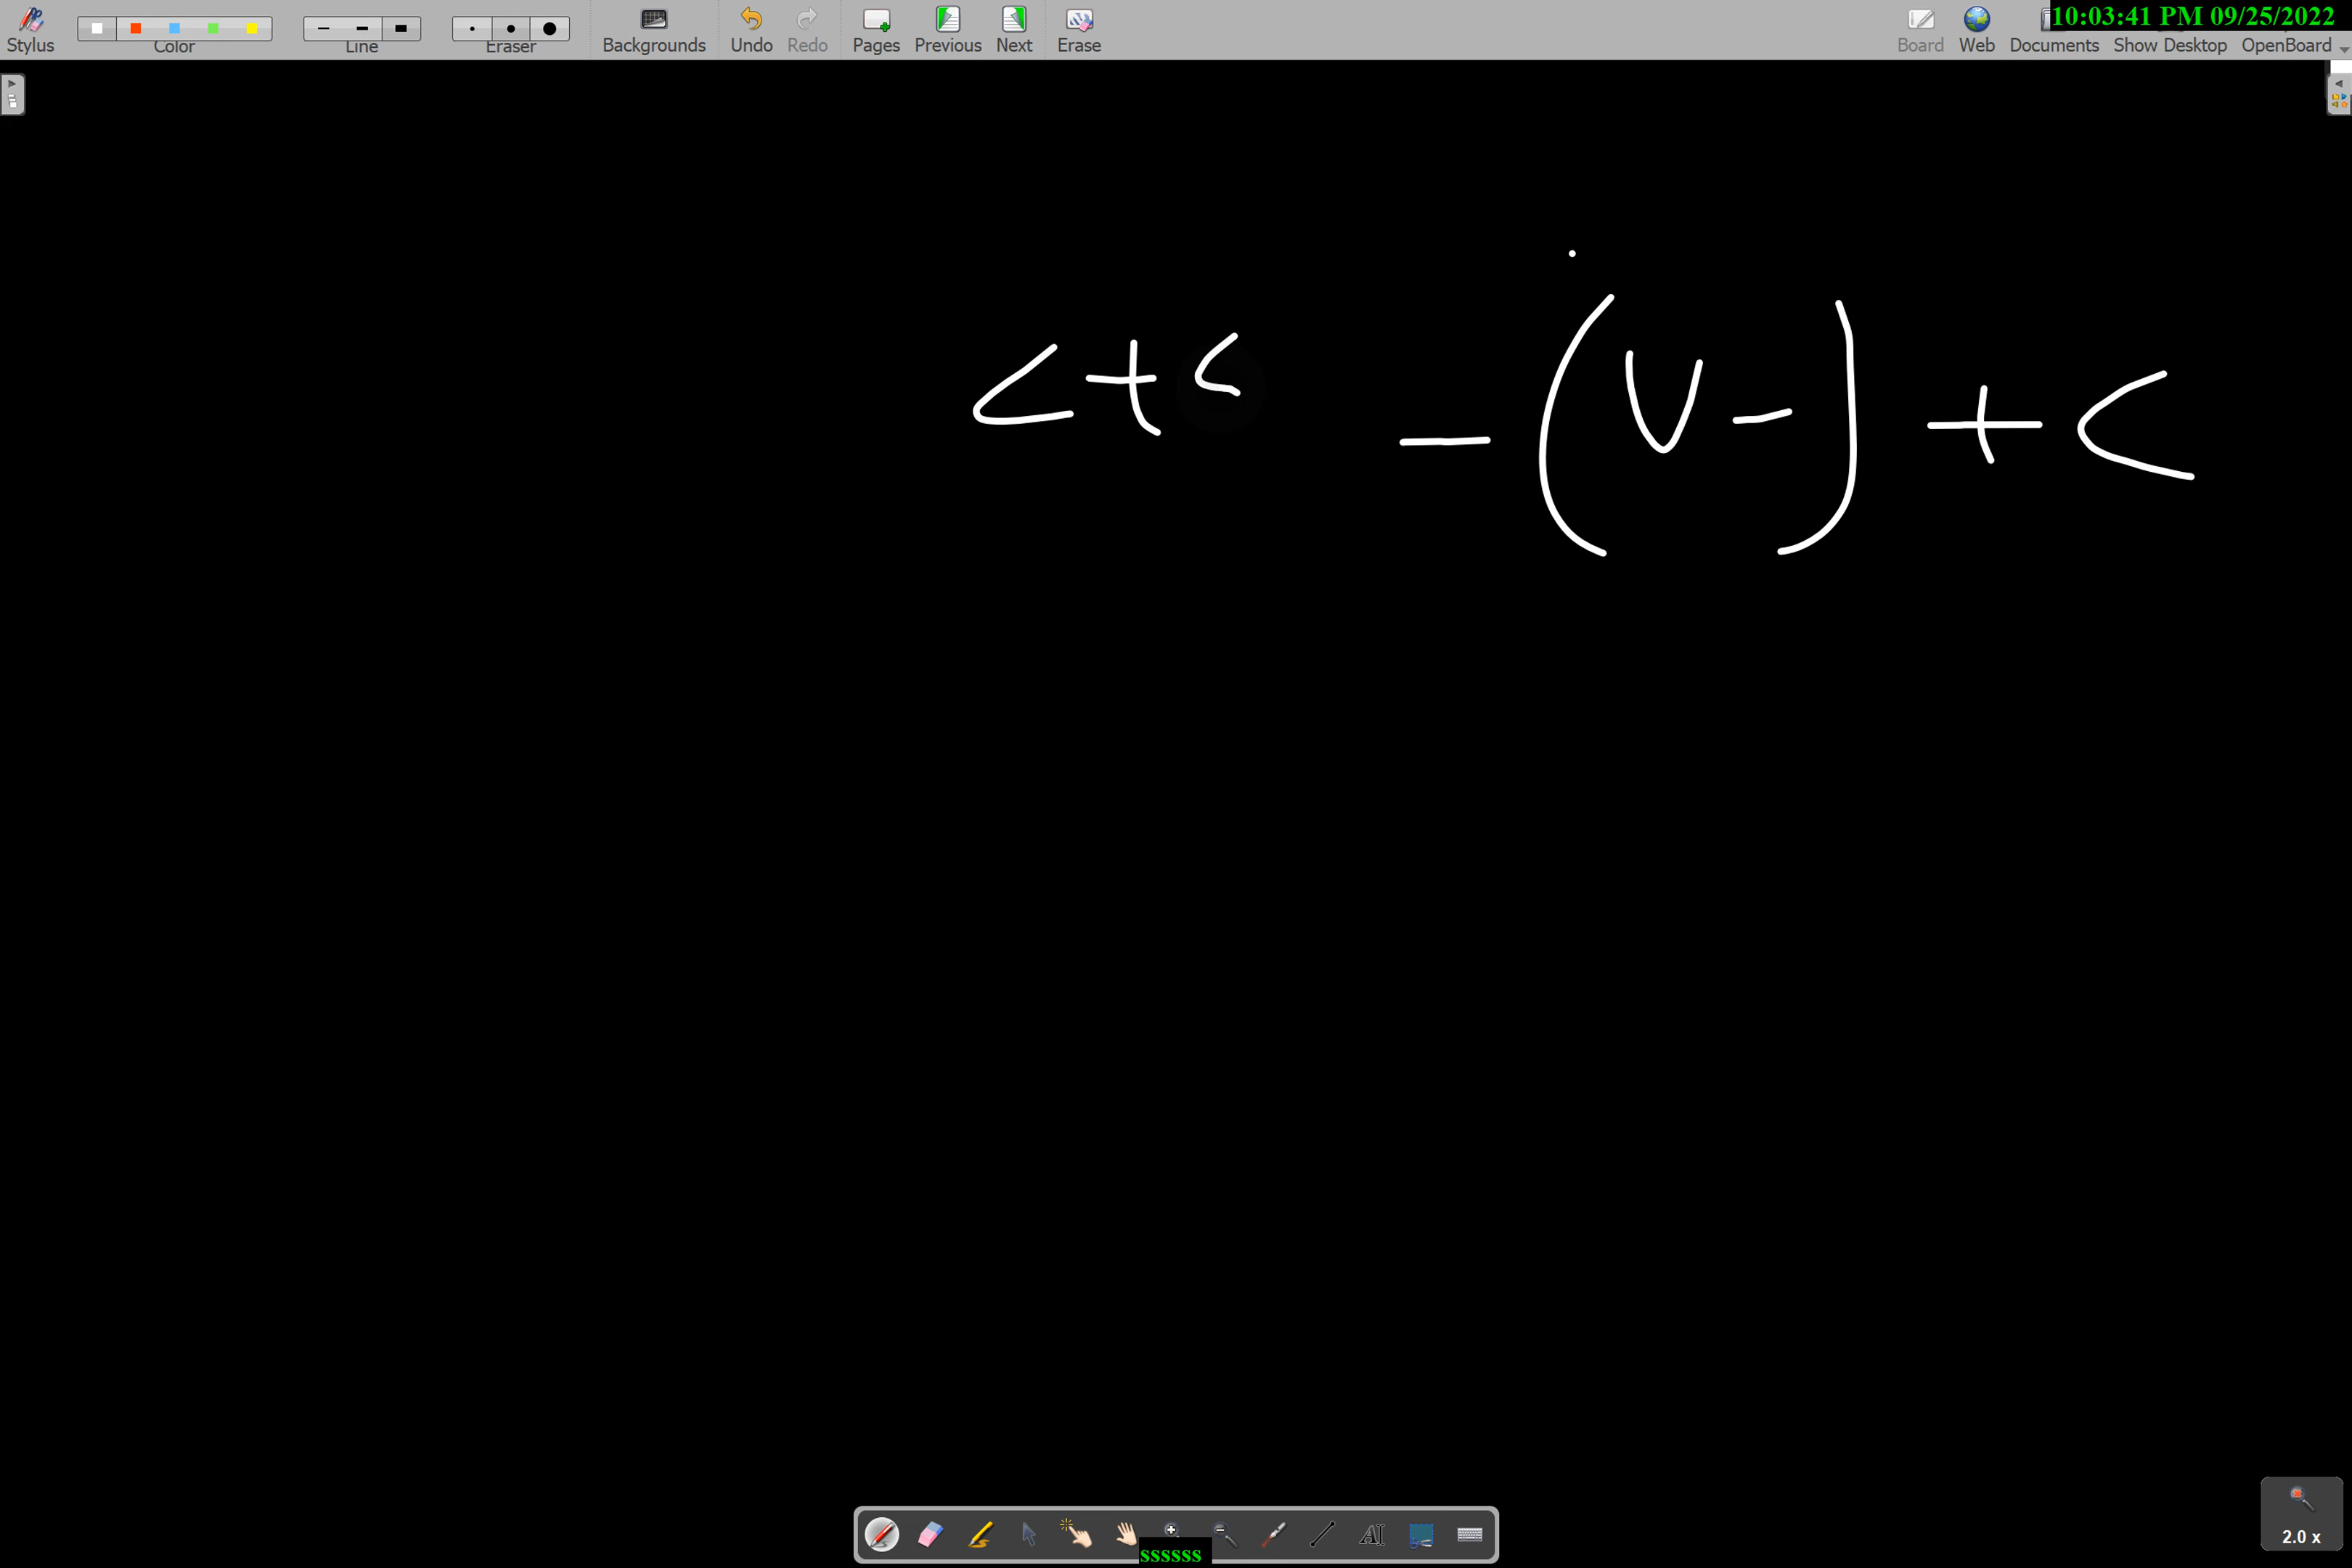 10:03:41 PM 09/25/2022
Stylus Color Line Eraser Backgrounds Undo Redo Pages Previous Next Erase Board Web Documents Show Desktop OpenBoard
c + c - (v -) + c
2.0 x
ssssss